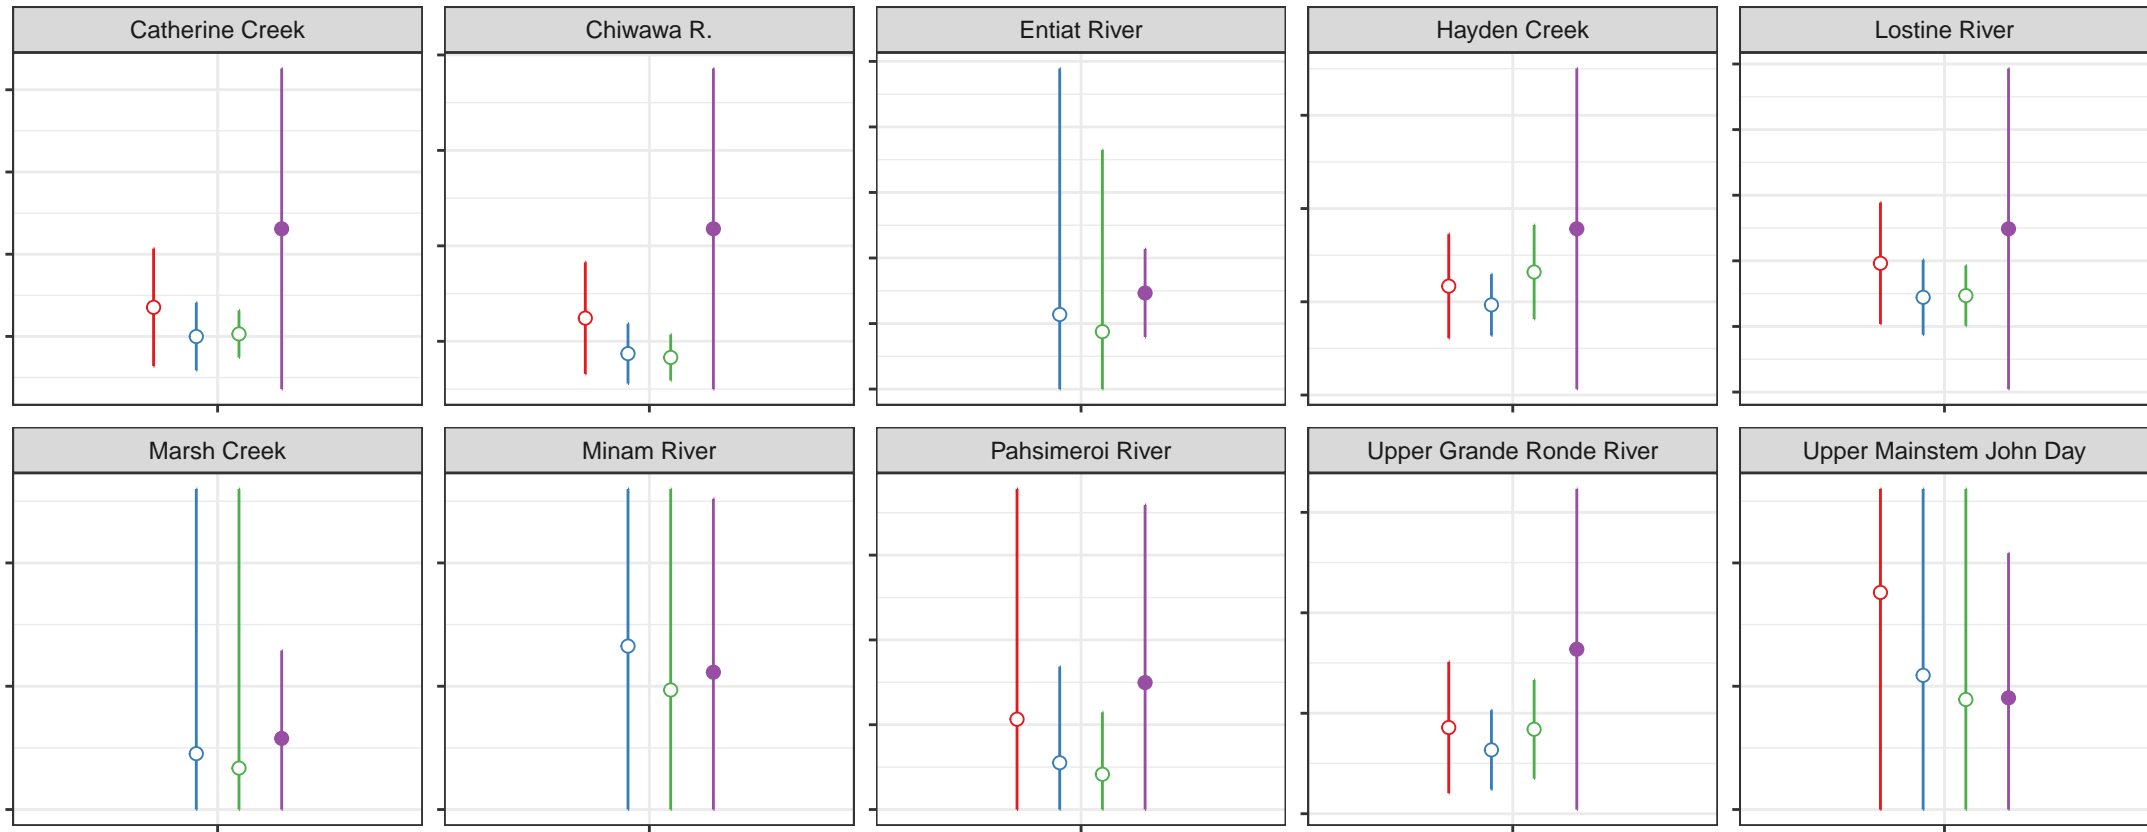 Catherine Creek
Chiwawa R.
Entiat River
Hayden Creek
Lostine River
Marsh Creek
Minam River
Pahsimeroi River
Upper Grande Ronde River
Upper Mainstem John Day